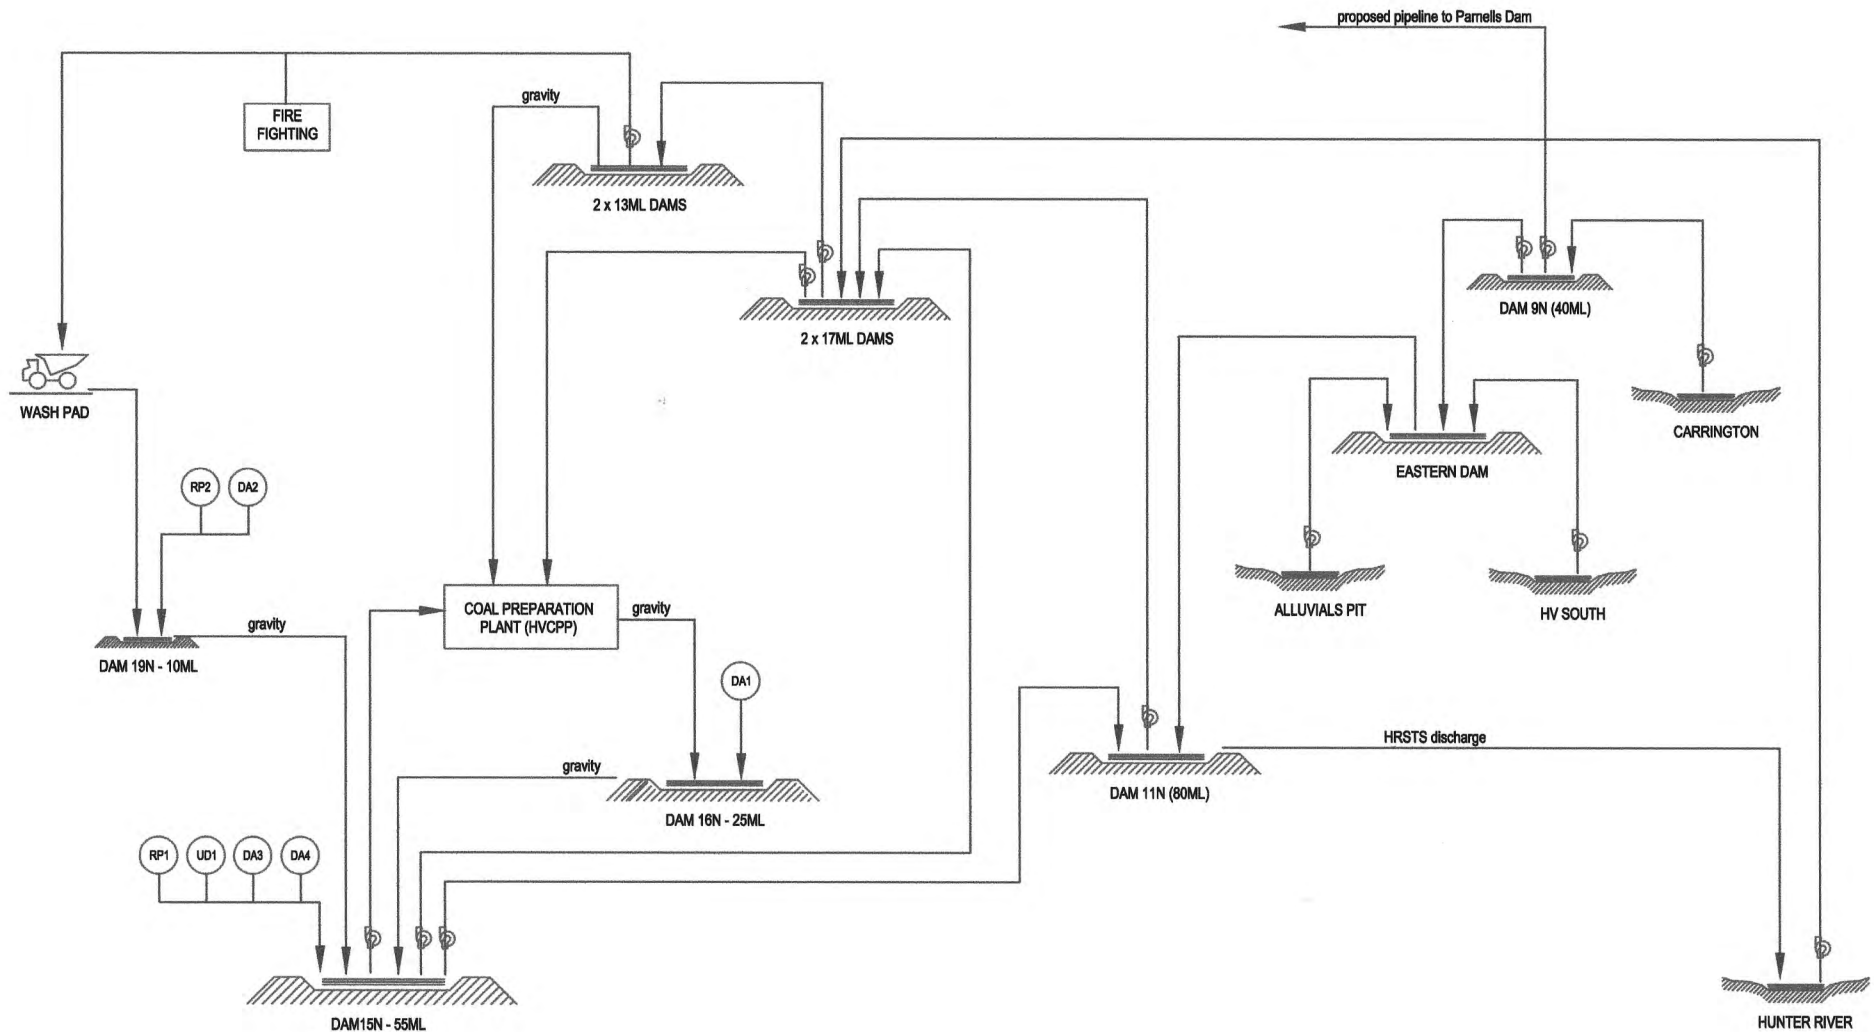 proposed pipeline to Parnells Dam
gravity
FIRE
FIGHTING
2 x 13ML DAMS
DAM 9N (40ML)
2 x 17ML DAMS
WASH PAD
CARRINGTON
EASTERN DAM
RP2
DA2
COAL PREPARATION
PLANT (HVCPP)
gravity
ALLUVIALS PIT
HV SOUTH
gravity
DAM 19N - 10ML
DA1
HRSTS discharge
gravity
DAM 11N (80ML)
DAM 16N - 25ML
RP1
UD1
DA3
DA4
DAM15N - 55ML
HUNTER RIVER